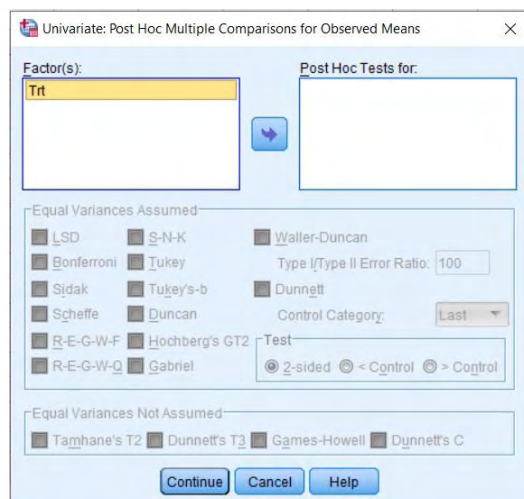 Univariate: Post Hoc Multiple Comparisons for Observed Means
Factor(s):
Post Hoc Tests for:
Trt
Equal Variances Assumed
LSD S-N-K Waller-Duncan
Bonferroni Tukey Type I/Type II Error Ratio: 100
Sidak Tukey's-b Dunnett
Scheffe Duncan Control Category: Last
R-E-G-W-F Hochberg's GT2 Test
R-E-G-W-Q Gabriel 2-sided < Control > Control
Equal Variances Not Assumed
Tamhane's T2 Dunnett's T3 Games-Howell Dunnett's C
Continue Cancel Help